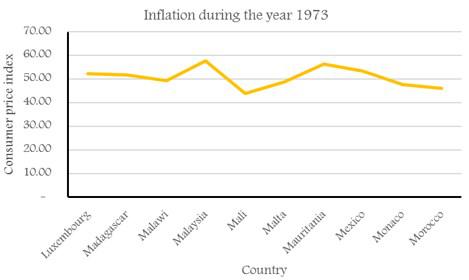 Inflation during the year 1973
Consumer price index
70.00
60.00
50.00
40.00
30.00
20.00
10.00
-
Luxembourg
Madagascar
Malawi
Malaysia
Mali
Malta
Mauritania
Mexico
Monaco
Morocco
Country